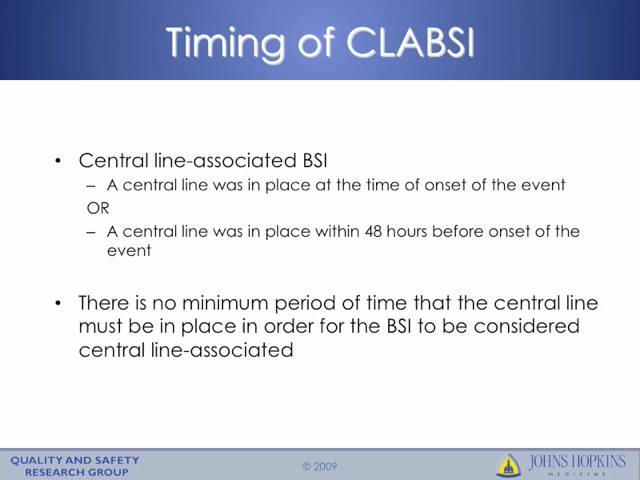 Timing of CLABSI
• Central line-associated BSI
– A central line was in place at the time of onset of the event
OR
– A central line was in place within 48 hours before onset of the
event
• There is no minimum period of time that the central line
must be in place in order for the BSI to be considered
central line-associated
QUALITY AND SAFETY
RESEARCH GROUP
© 2009
JOHNS HOPKINS
MEDICINE